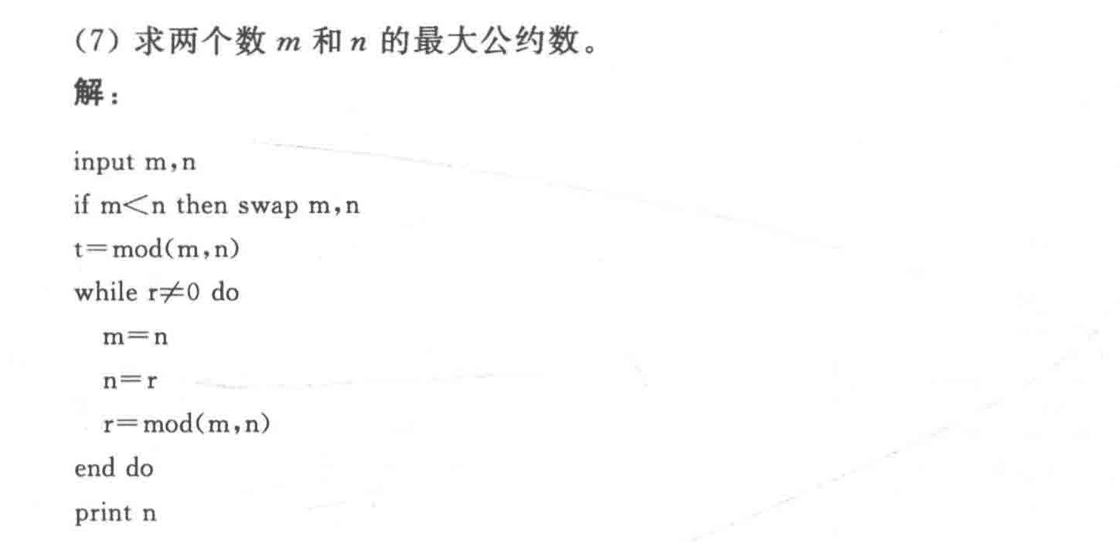 (7) 求两个数 m 和 n 的最大公约数。
解：
input m,n
if m<n then swap m,n
t=mod(m,n)
while r≠0 do
m=n
n=r
r=mod(m,n)
end do
print n